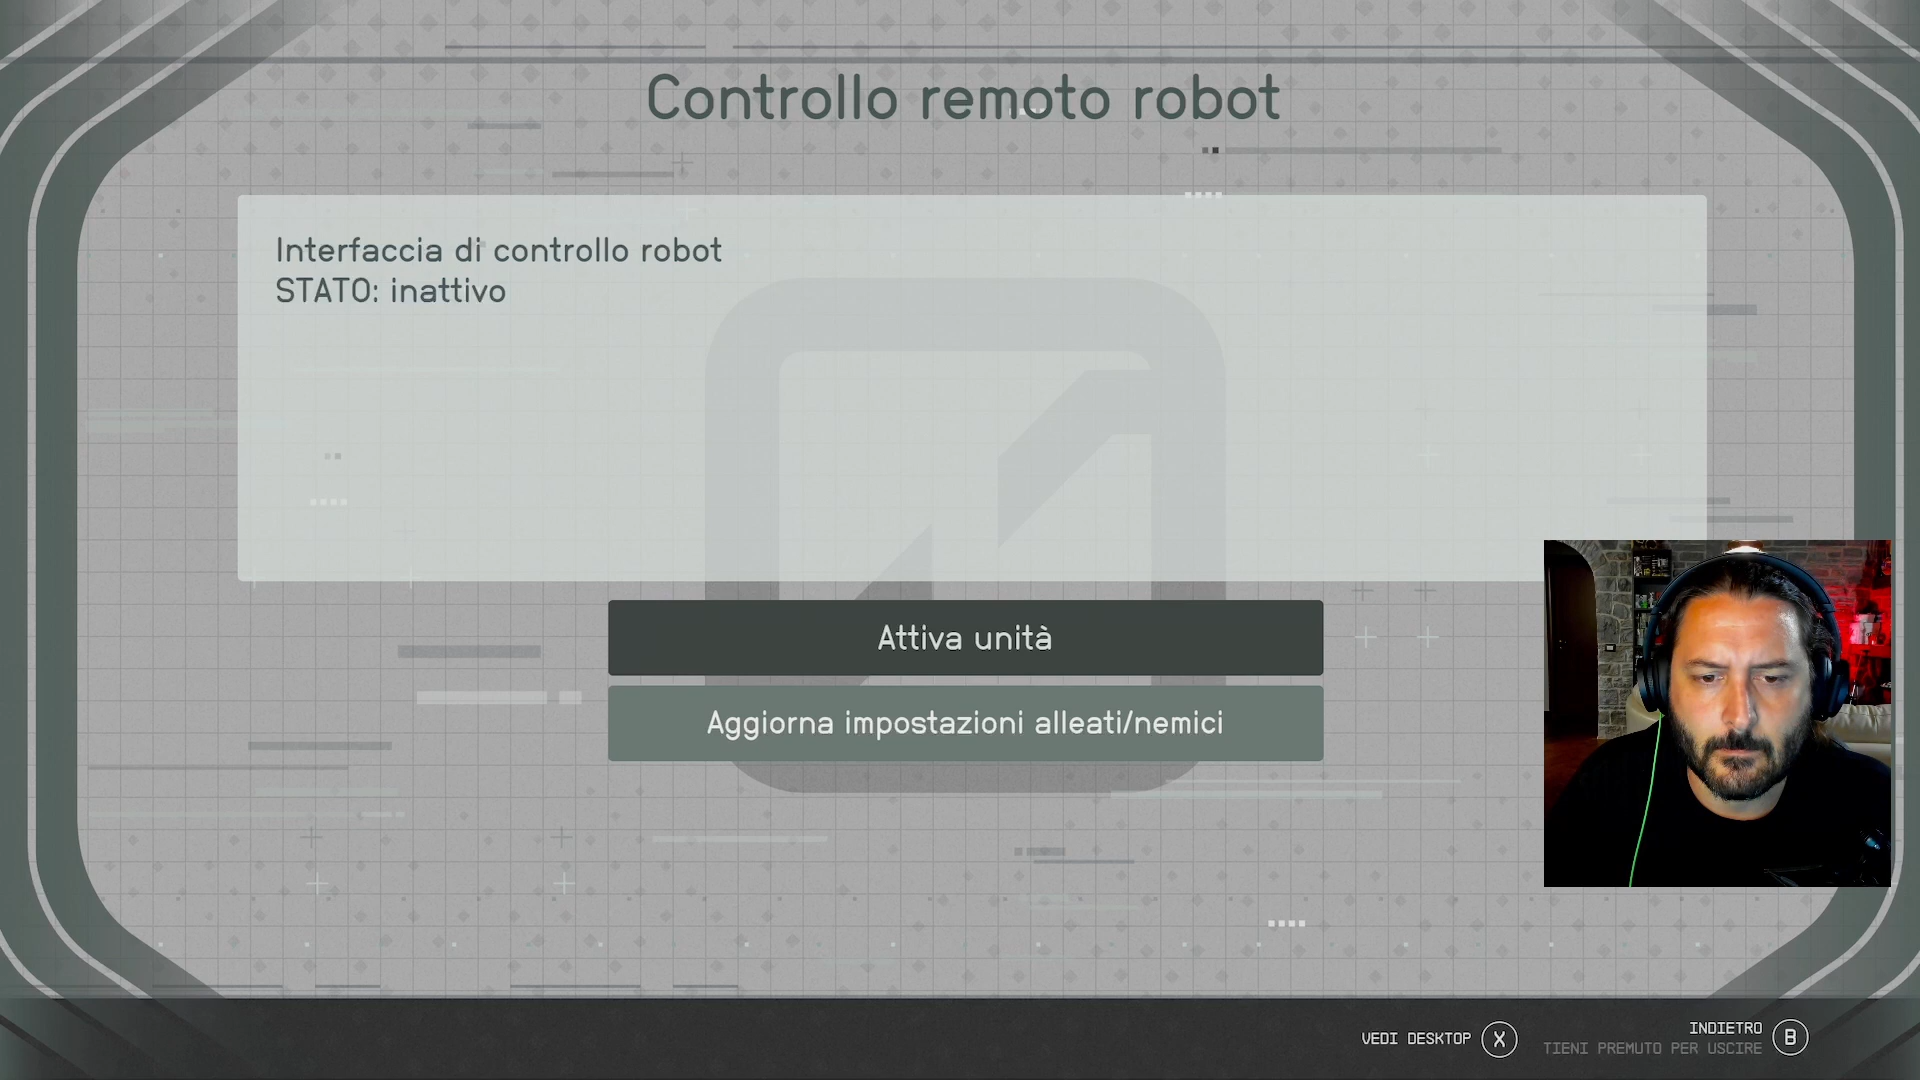 Controllo remoto robot
Interfaccia di controllo robot
STATO: inattivo
Attiva unità
Aggiorna impostazioni alleati/nemici
VEDI DESKTOP X
INDIETRO B
TIENI PREMUTO PER USCIRE